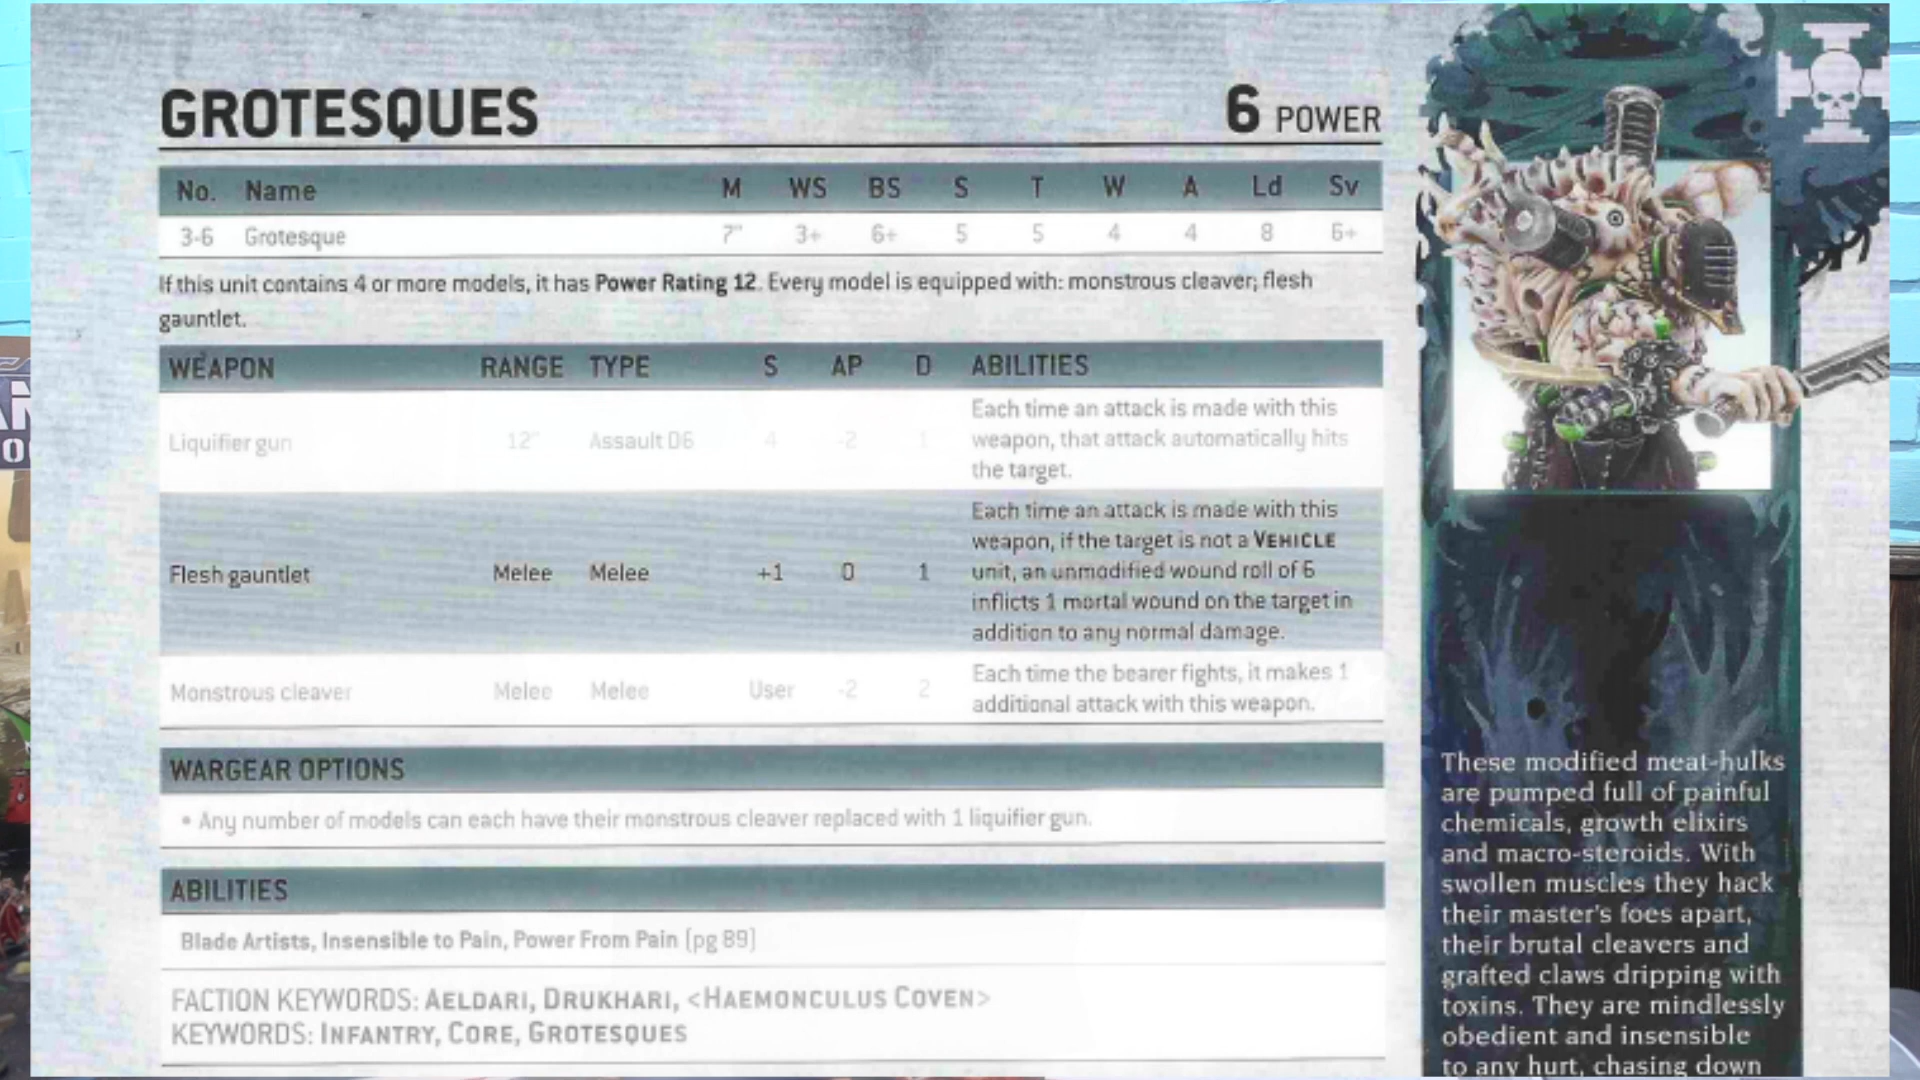 GROTESQUES
6 POWER
No. Name M WS BS S T W A Ld Sv
3-6 Grotesque 7" 3+ 6+ 5 5 4 4 8 6+
If this unit contains 4 or more models, it has Power Rating 12. Every model is equipped with: monstrous cleaver; flesh
gauntlet.
WEAPON RANGE TYPE S AP D ABILITIES
Liquifier gun 12" Assault D6 4 -2 1
Each time an attack is made with this
weapon, that attack automatically hits
the target.
Flesh gauntlet Melee Melee +1 0 1
Each time an attack is made with this
weapon, if the target is not a VEHICLE
unit, an unmodified wound roll of 6
inflicts 1 mortal wound on the target in
addition to any normal damage.
Monstrous cleaver Melee Melee User -2 2
Each time the bearer fights, it makes 1
additional attack with this weapon.
WARGEAR OPTIONS
• Any number of models can each have their monstrous cleaver replaced with 1 liquifier gun.
ABILITIES
Blade Artists, Insensible to Pain, Power From Pain (pg 89)
FACTION KEYWORDS: AELDARI, DRUKHARI, <HAEMONCULUS COVEN>
KEYWORDS: INFANTRY, CORE, GROTESQUES
These modified meat-hulks
are pumped full of painful
chemicals, growth elixirs
and macro-steroids. With
swollen muscles they hack
their master's foes apart,
their brutal cleavers and
grafted claws dripping with
toxins. They are mindlessly
obedient and insensible
to any hurt, chasing down